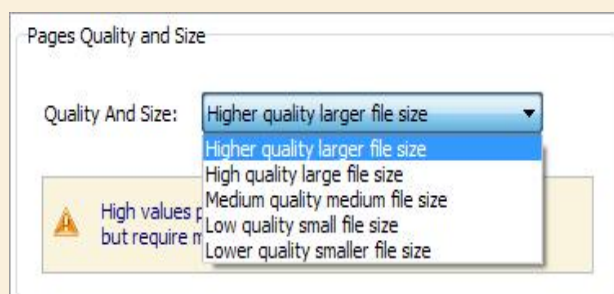 Pages Quality and Size
Quality And Size: Higher quality larger file size
Higher quality larger file size
High quality large file size
Medium quality medium file size
Low quality small file size
Lower quality smaller file size
High values
but require